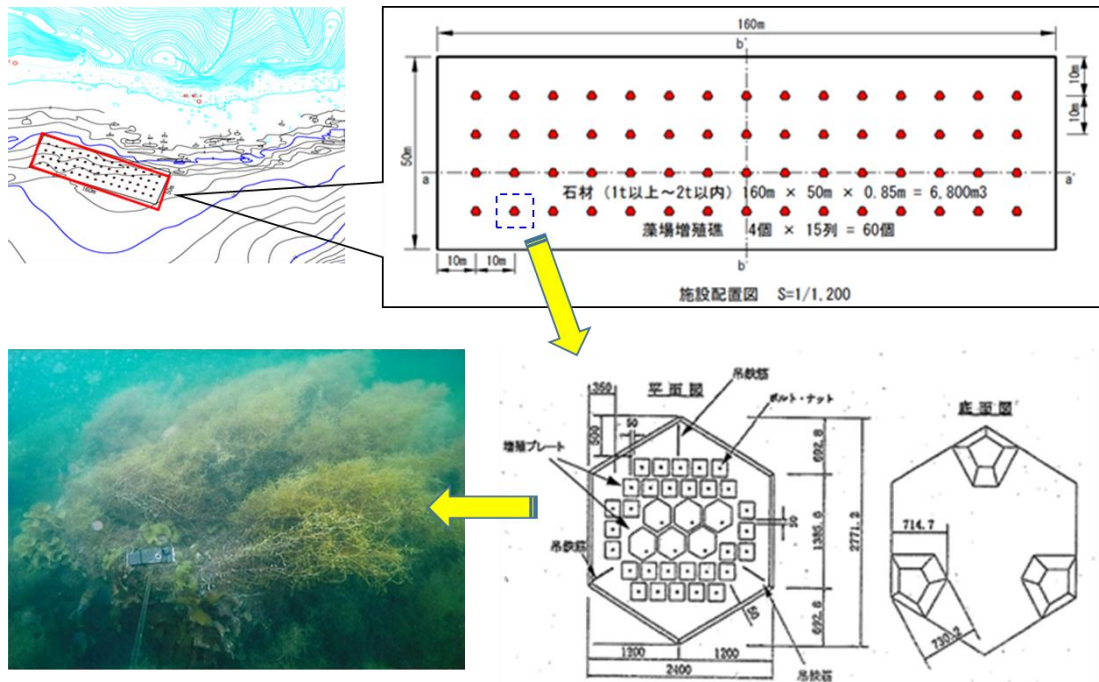 160m
50m
160m
b'
10m
10m
50m
a
a'
石材 (1t以上～2t以内) 160m × 50m × 0.85m = 6,800m3
藻場増殖礁 4個 × 15列 = 60個
b'
10m
10m
施設配置図 S=1/1,200
平面図
吊鉄筋
ボルト・ナット
底面図
350
50
500
増殖プレート
692.8
50
1385.6
2771.2
714.7
吊鉄筋
50
692.8
730.2
1200
1200
2400
吊鉄筋